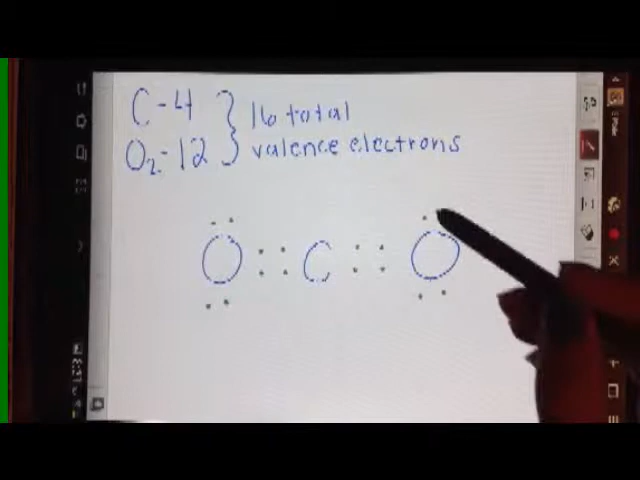 C-4
O₂-12
} 16 total
valence electrons
O :: C :: O